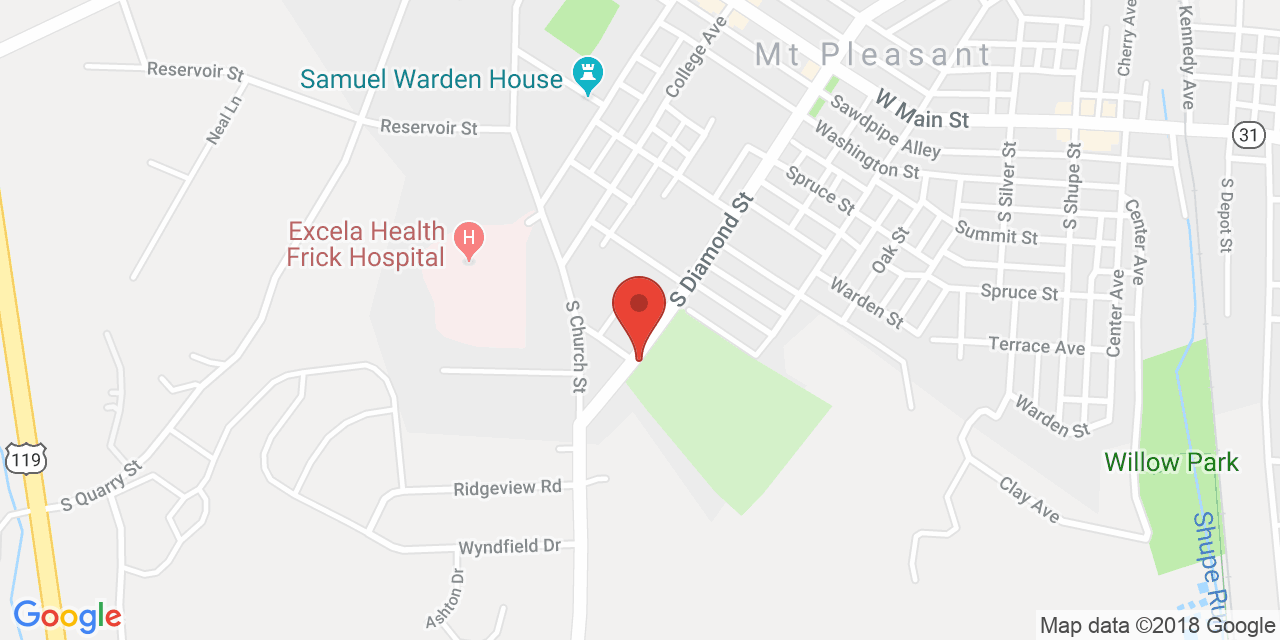 Mt Pleasant
Cherry Ave
Kennedy Ave
College Ave
Reservoir St
Neal Ln
Samuel Warden House
Reservoir St
W Main St
31
Sawdpipe Alley
Washington St
Spruce St
S Silver St
S Shupe St
S Depot St
Center Ave
Summit St
Oak St
S Diamond St
Excela Health
Frick Hospital
H
Warden St
Spruce St
Center Ave
Terrace Ave
S Church St
Warden St
119
S Quarry St
Willow Park
Clay Ave
Ridgeview Rd
Wyndfield Dr
Ashton Dr
Shupe Ru
Google
Map data ©2018 Google